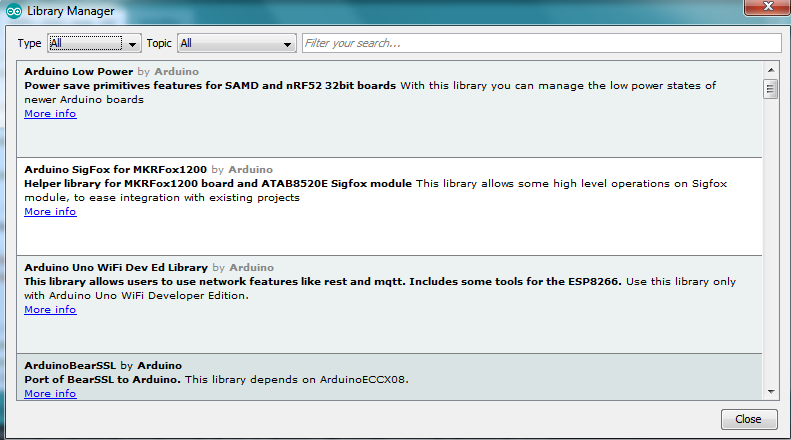 Library Manager
Type All Topic All Filter your search...
Arduino Low Power by Arduino
Power save primitives features for SAMD and nRF52 32bit boards With this library you can manage the low power states of
newer Arduino boards
More info
Arduino SigFox for MKRFox1200 by Arduino
Helper library for MKRFox1200 board and ATAB8520E Sigfox module This library allows some high level operations on Sigfox
module, to ease integration with existing projects
More info
Arduino Uno WiFi Dev Ed Library by Arduino
This library allows users to use network features like rest and mqtt. Includes some tools for the ESP8266. Use this library only
with Arduino Uno WiFi Developer Edition.
More info
ArduinoBearSSL by Arduino
Port of BearSSL to Arduino. This library depends on ArduinoECCX08.
More info
Close